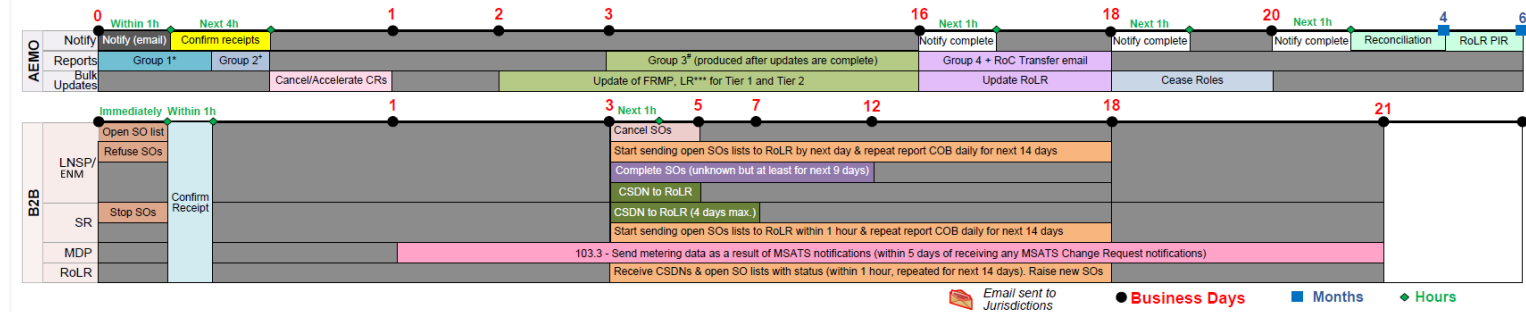 0 1 2 3 16 18 20 4 6
Within 1h Next 4h Next 1h Next 1h Next 1h
AEMO
Notify Notify (email) Confirm receipts Notify complete Notify complete Notify complete Reconciliation RoLR PIR
Reports Group 1* Group 2* Group 3# (produced after updates are complete) Group 4 + RoC Transfer email
Bulk Updates Cancel/Accelerate CRs Update of FRMP, LR*** for Tier 1 and Tier 2 Update RoLR Cease Roles
1 3 5 7 12 18 21
Immediately Within 1h Next 1h
B2B
LNSP/
ENM
Open SO list Cancel SOs
Refuse SOs Start sending open SOs lists to RoLR by next day & repeat report COB daily for next 14 days
Complete SOs (unknown but at least for next 9 days)
Confirm
Receipt
CSDN to RoLR
SR Stop SOs CSDN to RoLR (4 days max.)
Start sending open SOs lists to RoLR within 1 hour & repeat report COB daily for next 14 days
MDP 103.3 - Send metering data as a result of MSATS notifications (within 5 days of receiving any MSATS Change Request notifications)
RoLR Receive CSDNs & open SO lists with status (within 1 hour, repeated for next 14 days). Raise new SOs
Email sent to
Jurisdictions
Business Days Months Hours